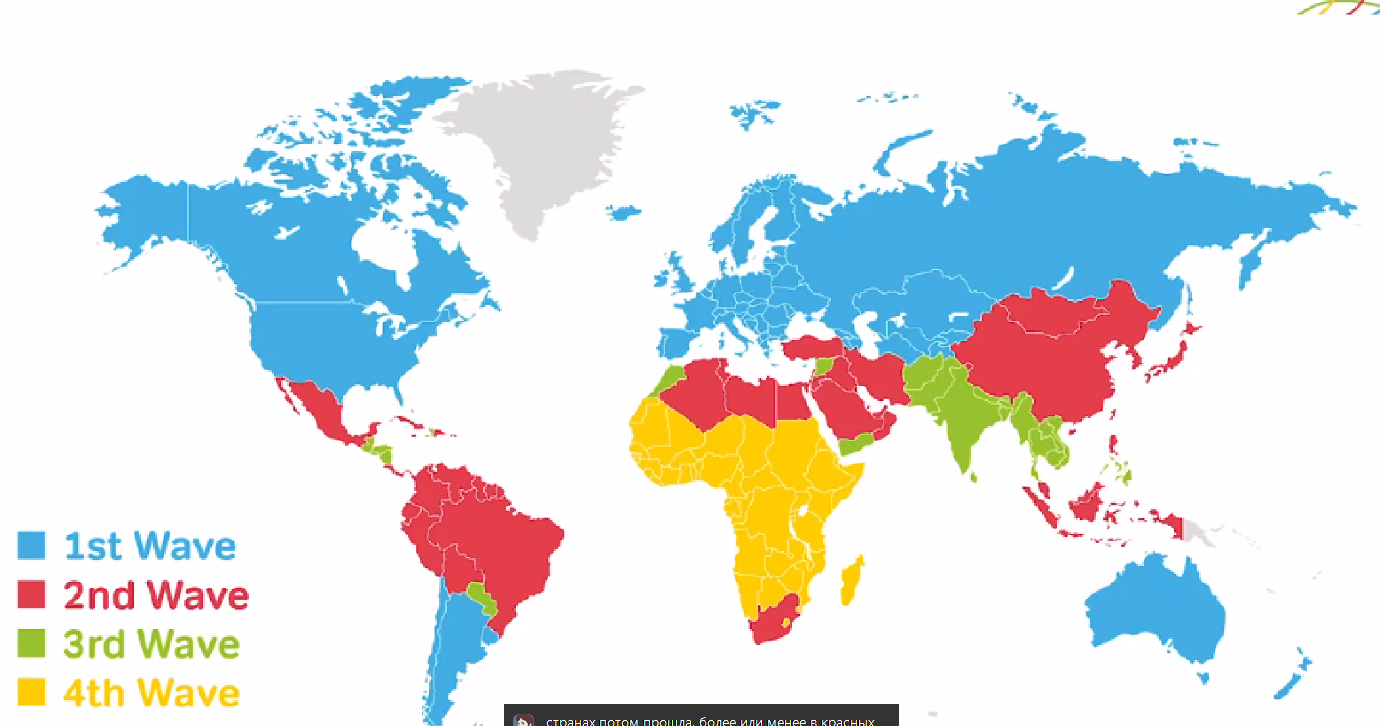 1st Wave
2nd Wave
3rd Wave
4th Wave
странах потом прошла, более или менее в красных